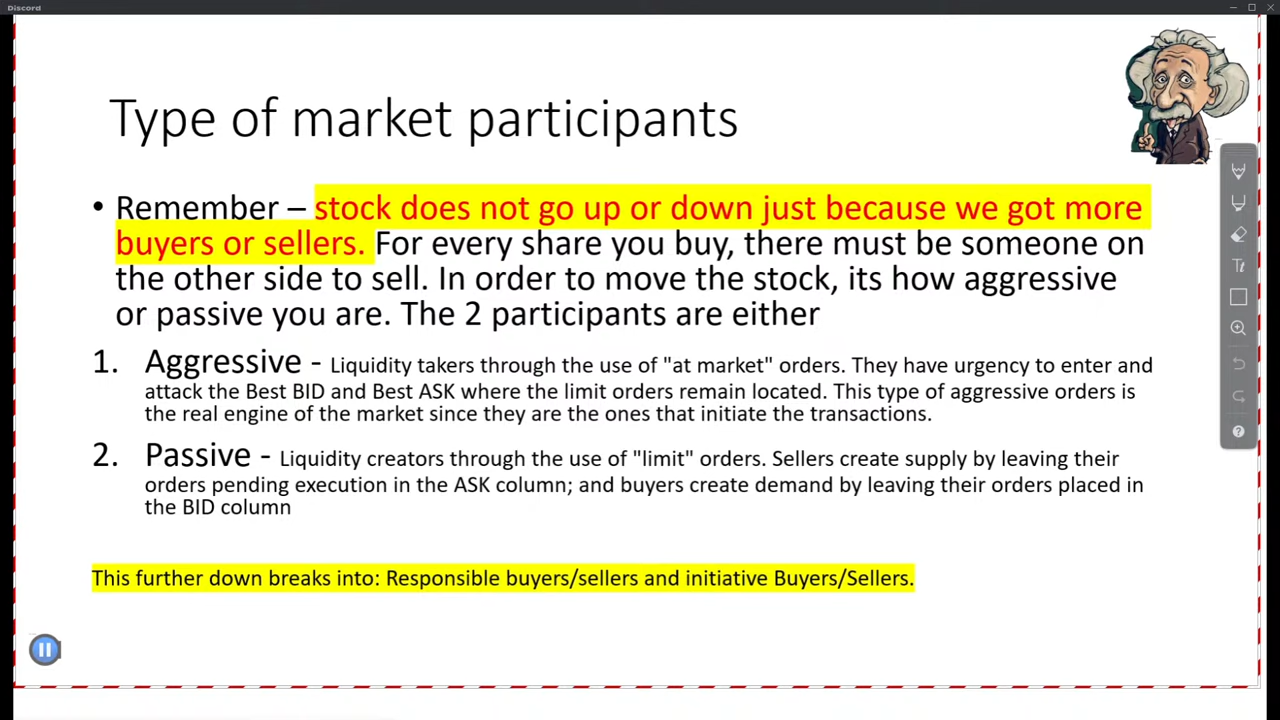 Discord
Type of market participants
• Remember – stock does not go up or down just because we got more
buyers or sellers. For every share you buy, there must be someone on
the other side to sell. In order to move the stock, its how aggressive
or passive you are. The 2 participants are either
1. Aggressive - Liquidity takers through the use of "at market" orders. They have urgency to enter and
attack the Best BID and Best ASK where the limit orders remain located. This type of aggressive orders is
the real engine of the market since they are the ones that initiate the transactions.
2. Passive - Liquidity creators through the use of "limit" orders. Sellers create supply by leaving their
orders pending execution in the ASK column; and buyers create demand by leaving their orders placed in
the BID column
This further down breaks into: Responsible buyers/sellers and initiative Buyers/Sellers.